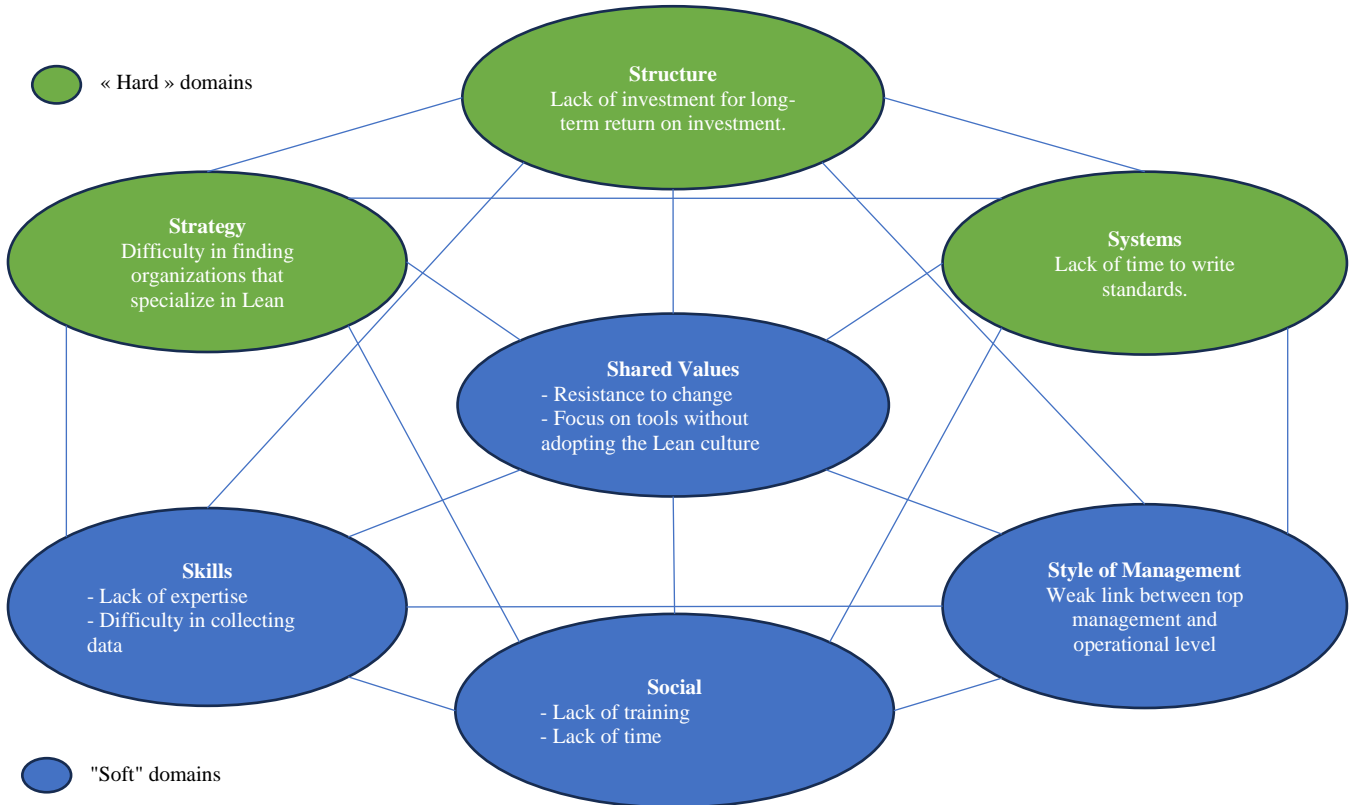 « Hard » domains
Structure
Lack of investment for long-
term return on investment.
Strategy
Difficulty in finding
organizations that
specialize in Lean
Systems
Lack of time to write
standards.
Shared Values
- Resistance to change
- Focus on tools without
adopting the Lean culture
Skills
- Lack of expertise
- Difficulty in collecting
data
Style of Management
Weak link between top
management and
operational level
Social
- Lack of training
- Lack of time
"Soft" domains